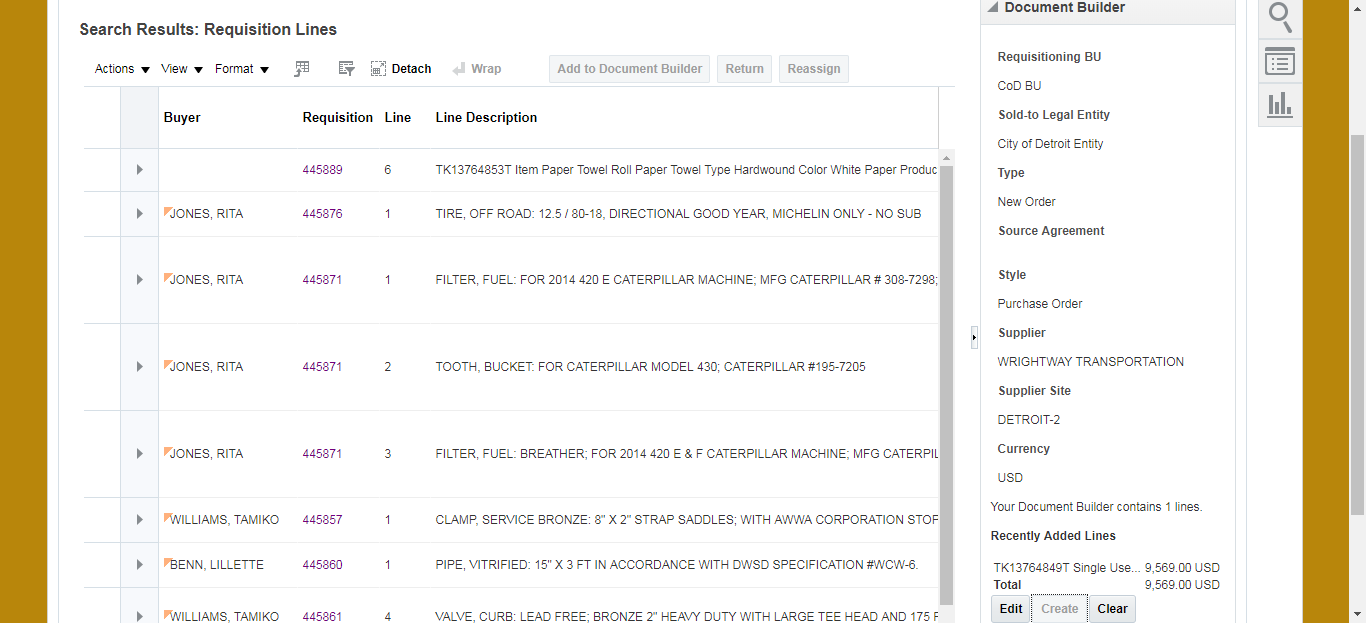 Search Results: Requisition Lines
Actions View Format Detach Wrap Add to Document Builder Return Reassign
Buyer Requisition Line Line Description
445889 6 TK13764853T Item Paper Towel Roll Paper Towel Type Hardwound Color White Paper Produc
JONES, RITA 445876 1 TIRE, OFF ROAD: 12.5 / 80-18, DIRECTIONAL GOOD YEAR, MICHELIN ONLY - NO SUB
JONES, RITA 445871 1 FILTER, FUEL: FOR 2014 420 E CATERPILLAR MACHINE; MFG CATERPILLAR # 308-7298;
JONES, RITA 445871 2 TOOTH, BUCKET: FOR CATERPILLAR MODEL 430; CATERPILLAR #195-7205
JONES, RITA 445871 3 FILTER, FUEL: BREATHER; FOR 2014 420 E & F CATERPILLAR MACHINE; MFG CATERPIL
WILLIAMS, TAMIKO 445857 1 CLAMP, SERVICE BRONZE: 8" X 2" STRAP SADDLES; WITH AWWA CORPORATION STOP
BENN, LILLETTE 445860 1 PIPE, VITRIFIED: 15" X 3 FT IN ACCORDANCE WITH DWSD SPECIFICATION #WCW-6.
WILLIAMS, TAMIKO 445861 4 VALVE, CURB: LEAD FREE; BRONZE 2" HEAVY DUTY WITH LARGE TEE HEAD AND 175 P
Document Builder
Requisitioning BU
CoD BU
Sold-to Legal Entity
City of Detroit Entity
Type
New Order
Source Agreement
Style
Purchase Order
Supplier
WRIGHTWAY TRANSPORTATION
Supplier Site
DETROIT-2
Currency
USD
Your Document Builder contains 1 lines.
Recently Added Lines
TK13764849T Single Use... 9,569.00 USD
Total 9,569.00 USD
Edit Create Clear